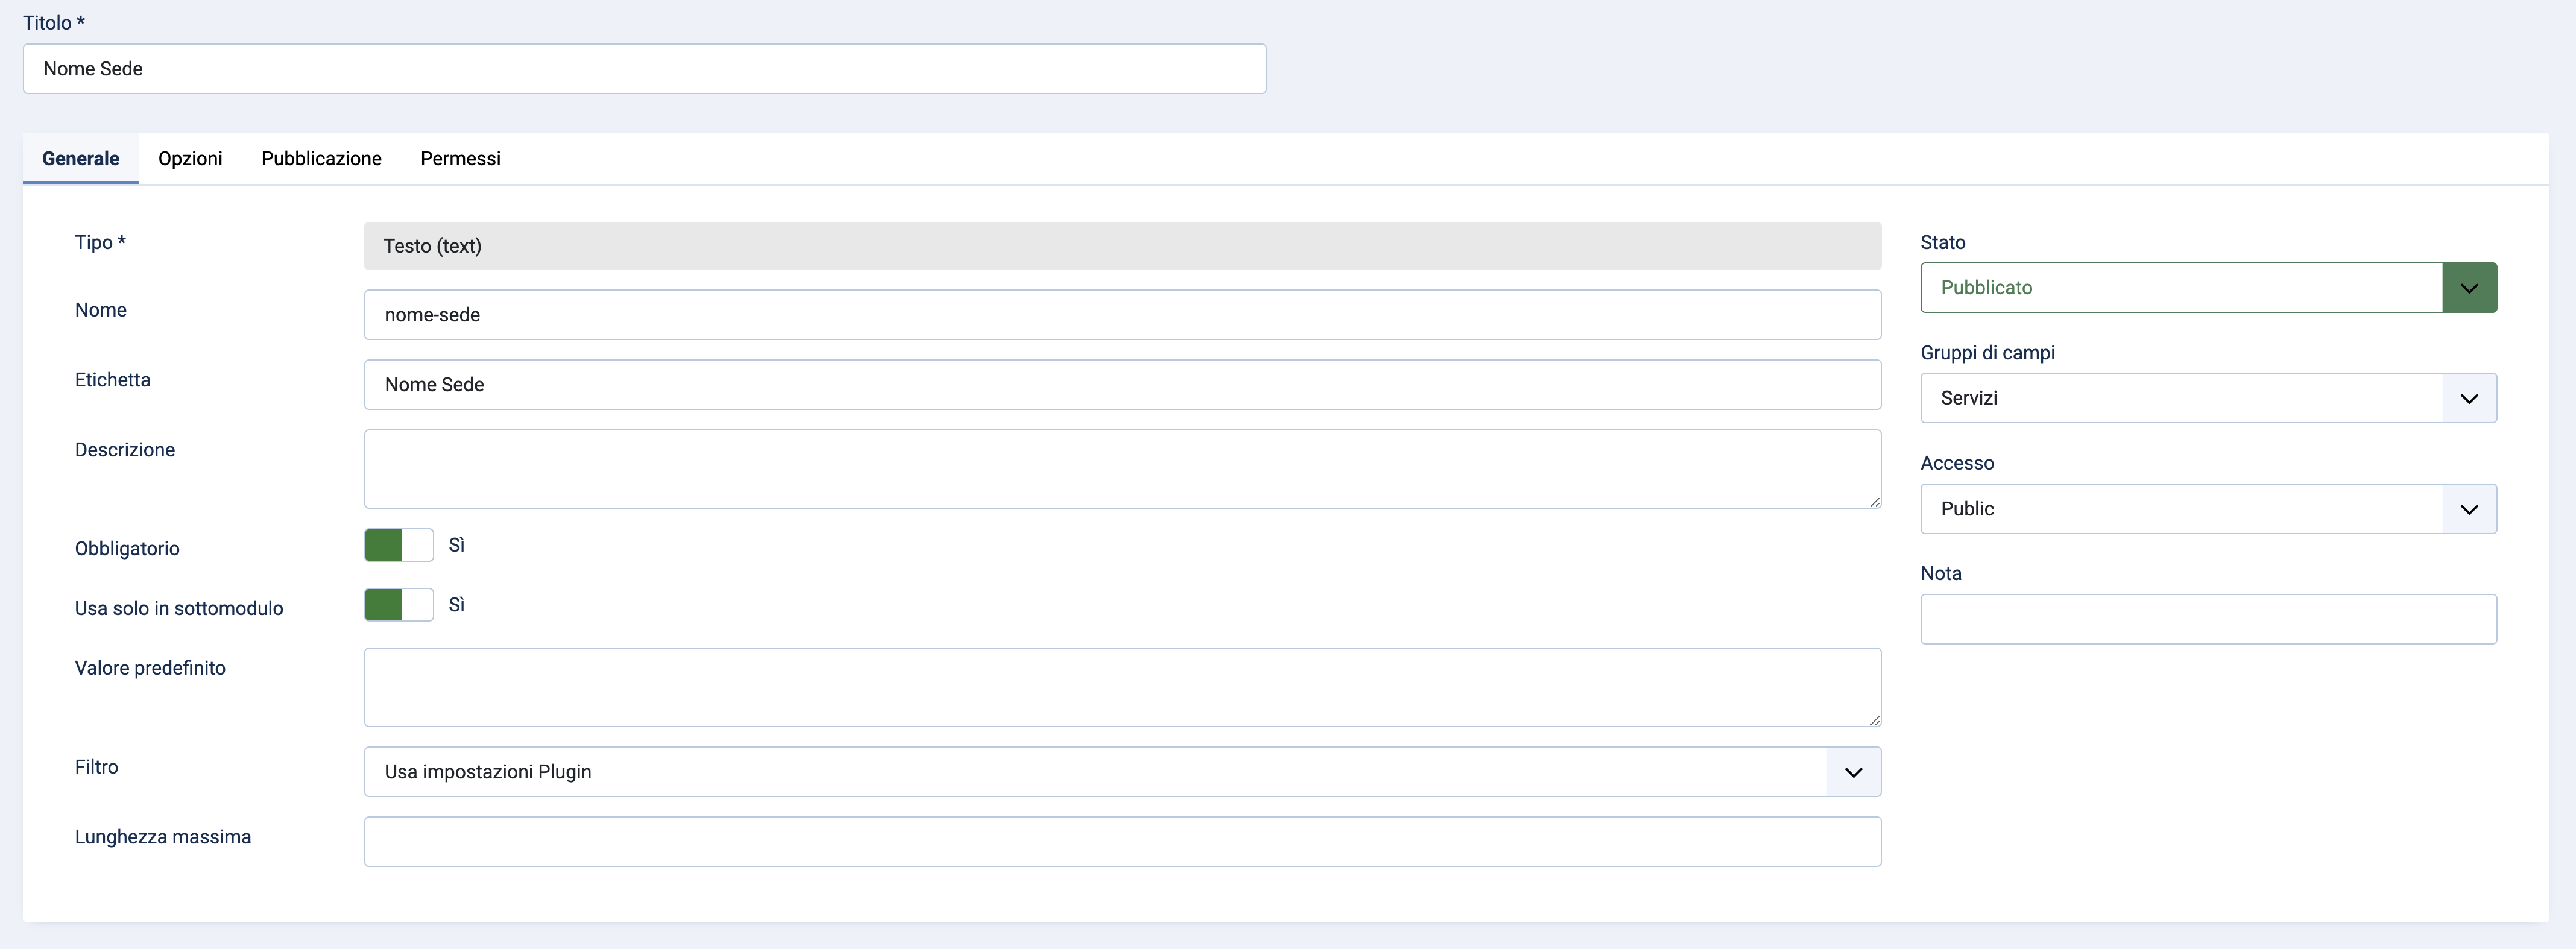 Titolo *
Nome Sede
Generale Opzioni Pubblicazione Permessi
Tipo *
Testo (text)
Nome
nome-sede
Etichetta
Nome Sede
Descrizione
Obbligatorio
Sì
Usa solo in sottomodulo
Sì
Valore predefinito
Filtro
Usa impostazioni Plugin
Lunghezza massima
Stato
Pubblicato
Gruppi di campi
Servizi
Accesso
Public
Nota